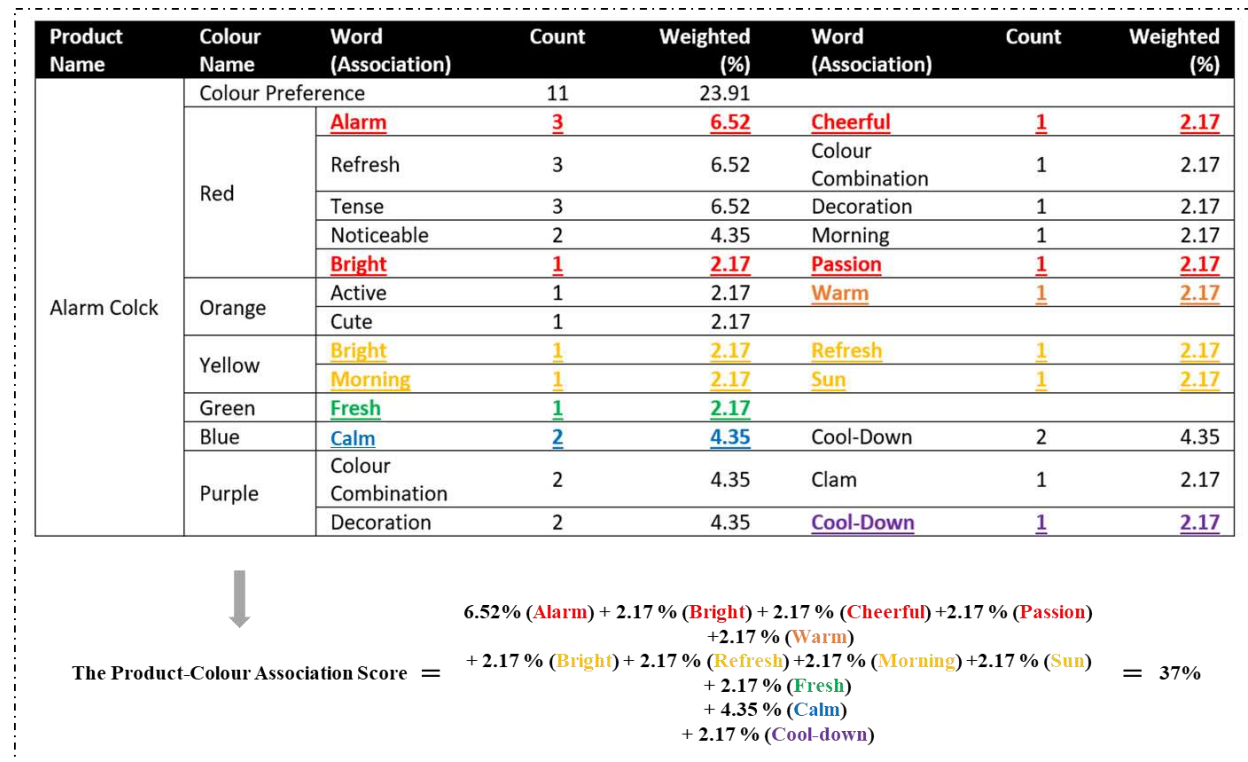 Product Name Colour Name Word (Association) Count Weighted (%) Word (Association) Count Weighted (%)
Alarm Colck
Colour Preference 11 23.91
Red
Alarm 3 6.52 Cheerful 1 2.17
Refresh 3 6.52 Colour Combination 1 2.17
Tense 3 6.52 Decoration 1 2.17
Noticeable 2 4.35 Morning 1 2.17
Bright 1 2.17 Passion 1 2.17
Orange
Active 1 2.17 Warm 1 2.17
Cute 1 2.17
Yellow
Bright 1 2.17 Refresh 1 2.17
Morning 1 2.17 Sun 1 2.17
Green Fresh 1 2.17
Blue Calm 2 4.35 Cool-Down 2 4.35
Purple
Colour Combination 2 4.35 Clam 1 2.17
Decoration 2 4.35 Cool-Down 1 2.17
The Product-Colour Association Score =
6.52% (Alarm) + 2.17 % (Bright) + 2.17 % (Cheerful) +2.17 % (Passion)
+2.17 % (Warm)
+ 2.17 % (Bright) + 2.17 % (Refresh) +2.17 % (Morning) +2.17 % (Sun)
+ 2.17 % (Fresh)
+ 4.35 % (Calm)
+ 2.17 % (Cool-down)
= 37%